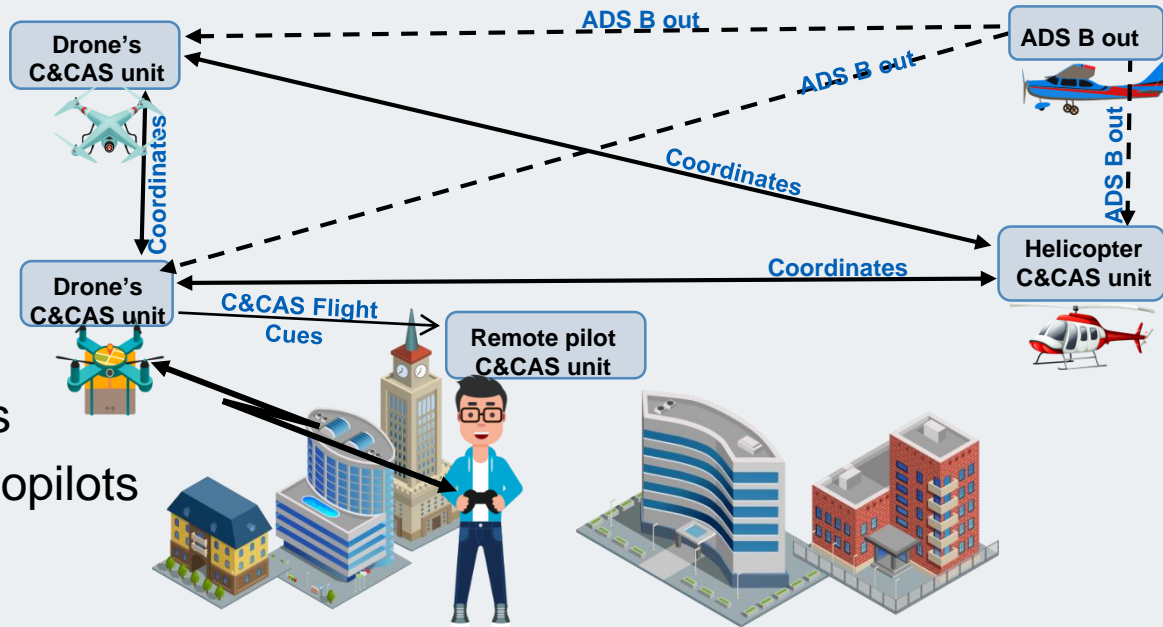 ADS B out
Drone's
C&CAS unit
ADS B out
ADS B out
ADS B out
Coordinates
Coordinates
Drone's
C&CAS unit
Coordinates
Helicopter
C&CAS unit
C&CAS Flight
Cues
Remote pilot
C&CAS unit
s
opilots